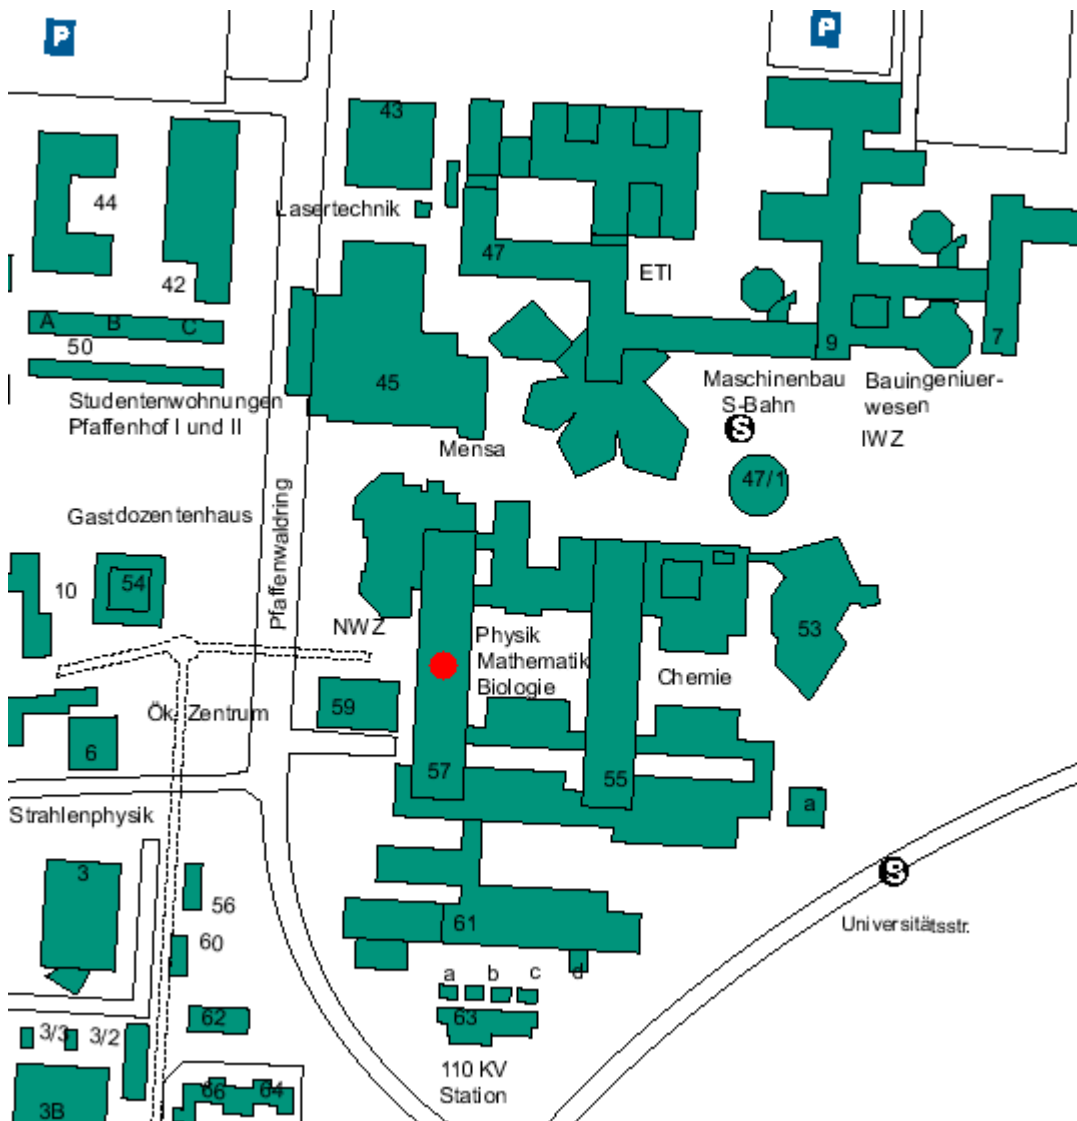 P
P
43
44
Lasertechnik
47
ETI
42
A B C
50
45
9
7
Maschinenbau
S-Bahn
S
Bauingeniuer-
wesen
IWZ
Studentenwohnungen
Pfaffenhof I und II
Mensa
47/1
Gastdozentenhaus
Pfaffenwaldring
10
54
NWZ
Physik
Mathematik
Biologie
Chemie
53
Ök. Zentrum
59
6
57
55
a
Strahlenphysik
3
56
60
61
S
Universitätsstr.
a b c d
62
63
3/3
3/2
110 KV
Station
66
64
3B